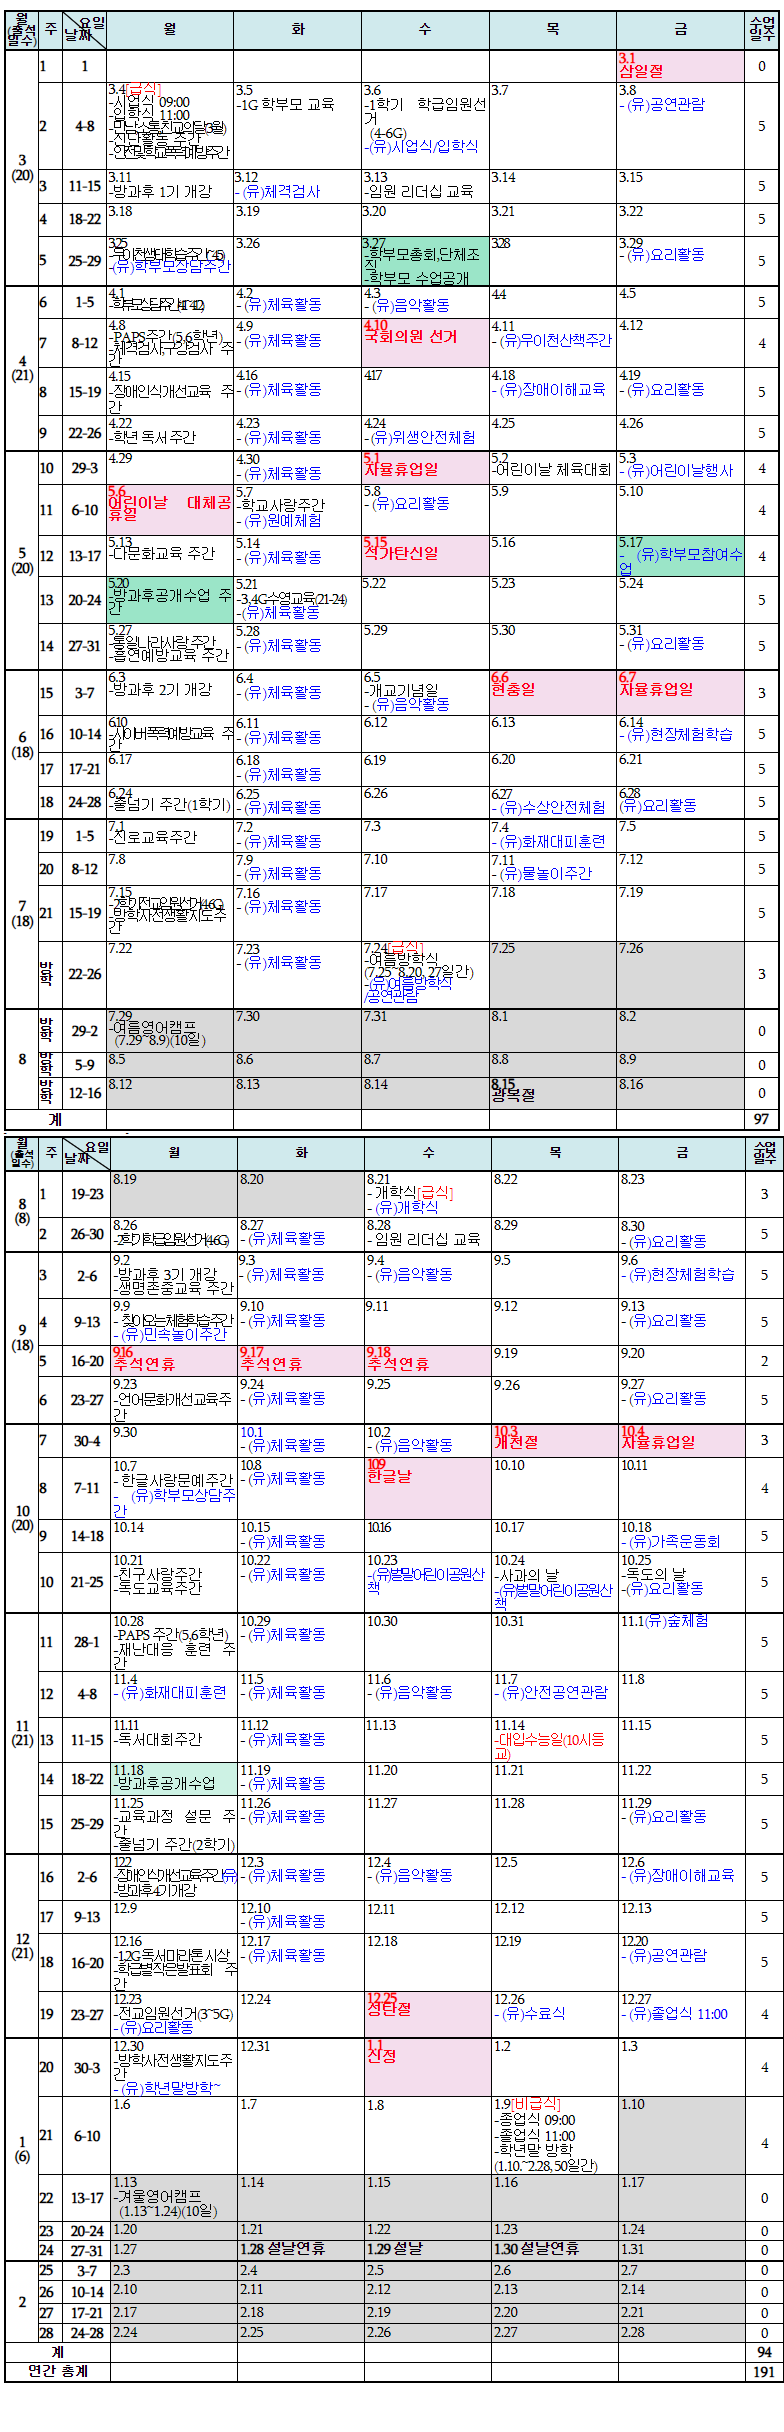 월
(출석
일수)
주
요일
날짜
월
화
수
목
금
수업
일수
3
(20)
1
1
3.1
삼일절
0
2
4-8
3.4[급식]
-시업식 09:00
-입학식 11:00
-진단활동 주간
3.5
-1G 학부모 교육
3.6
-1학기 학급임원선
거
(4-6G)
-(유)시업식/입학식
3.7
3.8
- (유)공연관람
5
3
11-15
3.11
-방과후 1기 개강
3.12
- (유)체격검사
3.13
-임원 리더십 교육
3.14
3.15
5
4
18-22
3.18
3.19
3.20
3.21
3.22
5
5
25-29
3.25
-(유)학부모상담주간
3.26
3.27
-학부모총회,단체조
직
-학부모 수업공개
3.28
3.29
- (유)요리활동
5
4
(21)
6
1-5
4.1
4.2
- (유)체육활동
4.3
- (유)음악활동
4.4
4.5
5
7
8-12
4.8
-PAPS주간(5,6학년)
-체격검사,구강검사 주
간
4.9
- (유)체육활동
4.10
국회의원 선거
4.11
- (유)우이천산책주간
4.12
4
8
15-19
4.15
-장애인식개선교육 주
간
4.16
- (유)체육활동
4.17
4.18
- (유)장애이해교육
4.19
- (유)요리활동
5
9
22-26
4.22
-학년 독서주간
4.23
- (유)체육활동
4.24
-(유)위생안전체험
4.25
4.26
5
5
(20)
10
29-3
4.29
4.30
- (유)체육활동
5.1
자율휴업일
5.2
-어린이날 체육대회
5.3
- (유)어린이날행사
4
11
6-10
5.6
어린이날 대체공
휴일
5.7
-학교사랑주간
- (유)원예체험
5.8
- (유)요리활동
5.9
5.10
4
12
13-17
5.13
-다문화교육 주간
5.14
- (유)체육활동
5.15
석가탄신일
5.16
5.17
- (유)학부모참여수
업
4
13
20-24
5.20
-방과후공개수업 주
간
5.21
-3,4G수영교육(21-24)
-(유)체육활동
5.22
5.23
5.24
5
14
27-31
5.27
-통일나라사랑 주간
-흡연예방교육 주간
5.28
- (유)체육활동
5.29
5.30
5.31
- (유)요리활동
5
6
(18)
15
3-7
6.3
-방과후 2기 개강
6.4
- (유)체육활동
6.5
-개교기념일
- (유)음악활동
6.6
현충일
6.7
자율휴업일
3
16
10-14
6.10
-사이버폭력예방교육 주
간
6.11
- (유)체육활동
6.12
6.13
6.14
- (유)현장체험학습
5
17
17-21
6.17
6.18
- (유)체육활동
6.19
6.20
6.21
5
18
24-28
6.24
-줄넘기 주간(1학기)
6.25
- (유)체육활동
6.26
6.27
- (유)수상안전체험
6.28
(유)요리활동
5
7
(18)
19
1-5
7.1
-진로교육주간
7.2
- (유)체육활동
7.3
7.4
- (유)화재대피훈련
7.5
5
20
8-12
7.8
7.9
- (유)체육활동
7.10
7.11
- (유)물놀이주간
7.12
5
21
15-19
7.15
-2학기전교임원선거(4-6G)
-방학사전생활지도주
간
7.16
- (유)체육활동
7.17
7.18
7.19
5
방
학
22-26
7.22
7.23
- (유)체육활동
7.24[급식]
-여름방학식
(7.25~8.20, 27일간)
-(유)여름방학식
/공연관람
7.25
7.26
3
8
방
학
29-2
7.29
-여름영어캠프
(7.29~8.9)(10일)
7.30
7.31
8.1
8.2
0
방
학
5-9
8.5
8.6
8.7
8.8
8.9
0
방
학
12-16
8.12
8.13
8.14
8.15
광복절
8.16
0
계
97
월
(출석
일수)
주
요일
날짜
월
화
수
목
금
수업
일수
8
(8)
1
19-23
8.19
8.20
8.21
- 개학식[급식]
- (유)개학식
8.22
8.23
3
2
26-30
8.26
-2학기학급임원선거(4-6G)
8.27
- (유)체육활동
8.28
- 임원 리더십 교육
8.29
8.30
- (유)요리활동
5
9
(18)
3
2-6
9.2
-방과후 3기 개강
-생명존중교육 주간
9.3
- (유)체육활동
9.4
- (유)음악활동
9.5
9.6
- (유)현장체험학습
5
4
9-13
9.9
- 찾아오는체험학습주간
- (유)민속놀이주간
9.10
- (유)체육활동
9.11
9.12
9.13
- (유)요리활동
5
5
16-20
9.16
추석연휴
9.17
추석연휴
9.18
추석연휴
9.19
9.20
2
6
23-27
9.23
-언어문화개선교육주
간
9.24
- (유)체육활동
9.25
9.26
9.27
- (유)요리활동
5
10
(20)
7
30-4
9.30
10.1
- (유)체육활동
10.2
- (유)음악활동
10.3
개천절
10.4
자율휴업일
3
8
7-11
10.7
- 한글사랑문예주간
- (유)학부모상담주
간
10.8
- (유)체육활동
10.9
한글날
10.10
10.11
4
9
14-18
10.14
10.15
- (유)체육활동
10.16
10.17
10.18
- (유)가족운동회
5
10
21-25
10.21
-친구사랑주간
-독도교육주간
10.22
- (유)체육활동
10.23
-(유)벌말어린이공원산
책
10.24
-사과의 날
-(유)벌말어린이공원산
책
10.25
-독도의 날
-(유)요리활동
5
11
(21)
11
28-1
10.28
-PAPS 주간(5,6학년)
-재난대응 훈련 주
간
10.29
- (유)체육활동
10.30
10.31
11.1(유)숲체험
5
12
4-8
11.4
- (유)화재대피훈련
11.5
- (유)체육활동
11.6
- (유)음악활동
11.7
- (유)안전공연관람
11.8
5
13
11-15
11.11
-독서대회주간
11.12
- (유)체육활동
11.13
11.14
-대입수능일(10시등
교)
11.15
5
14
18-22
11.18
-방과후공개수업
11.19
- (유)체육활동
11.20
11.21
11.22
5
15
25-29
11.25
-교육과정 설문 주
간
-줄넘기 주간(2학기)
11.26
- (유)체육활동
11.27
11.28
11.29
- (유)요리활동
5
12
(21)
16
2-6
12.2
-장애인식개선교육주간(유)
-방과후4기개강
12.3
- (유)체육활동
12.4
- (유)음악활동
12.5
12.6
- (유)장애이해교육
5
17
9-13
12.9
12.10
- (유)체육활동
12.11
12.12
12.13
5
18
16-20
12.16
-1,2G 독서마라톤 시상
-학급별작은발표회 주
간
12.17
- (유)체육활동
12.18
12.19
12.20
- (유)공연관람
5
19
23-27
12.23
-전교임원선거(3~5G)
- (유)요리활동
12.24
12.25
성탄절
12.26
- (유)수료식
12.27
- (유)졸업식 11:00
4
1
(6)
20
30-3
12.30
-방학사전생활지도주
간
- (유)학년말방학~
12.31
1.1
신정
1.2
1.3
4
21
6-10
1.6
1.7
1.8
1.9[비급식]
-종업식 09:00
-졸업식 11:00
-학년말 방학
(1.10.~2.28, 50일간)
1.10
4
22
13-17
1.13
-겨울영어캠프
(1.13~1.24)(10일)
1.14
1.15
1.16
1.17
0
23
20-24
1.20
1.21
1.22
1.23
1.24
0
24
27-31
1.27
1.28 설날연휴
1.29 설날
1.30 설날연휴
1.31
0
2
25
3-7
2.3
2.4
2.5
2.6
2.7
0
26
10-14
2.10
2.11
2.12
2.13
2.14
0
27
17-21
2.17
2.18
2.19
2.20
2.21
0
28
24-28
2.24
2.25
2.26
2.27
2.28
0
계
94
연간 총계
191